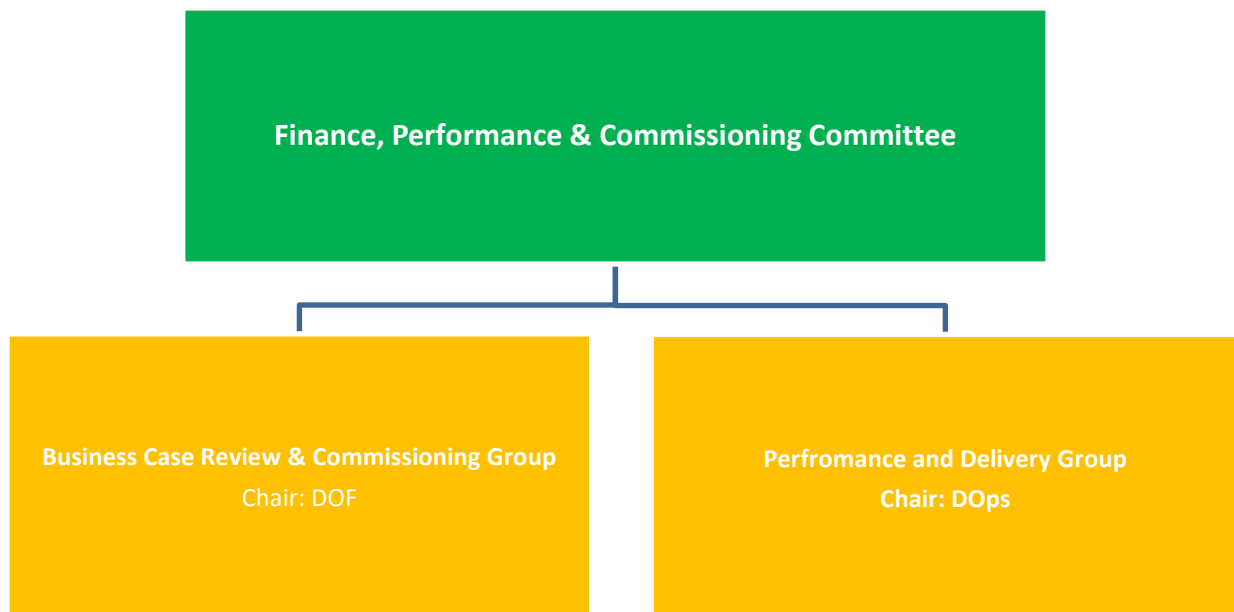 Finance, Performance & Commissioning Committee
Business Case Review & Commissioning Group
Chair: DOF
Perfromance and Delivery Group
Chair: DOps